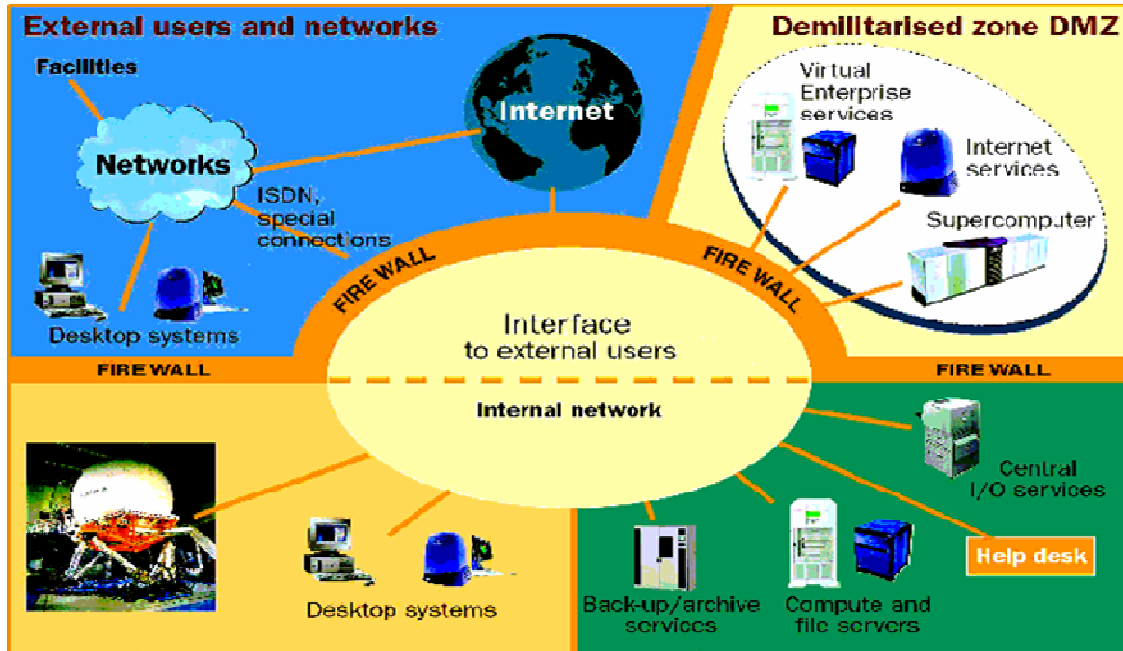 External users and networks
Facilities
Networks
Internet
ISDN,
special
connections
Desktop systems
Demilitarised zone DMZ
Virtual
Enterprise
services
Internet
services
Supercomputer
FIRE WALL
FIRE WALL
FIRE WALL
FIRE WALL
Interface
to external users
Internal network
Desktop systems
Central
I/O services
Help desk
Back-up/archive
services
Compute and
file servers